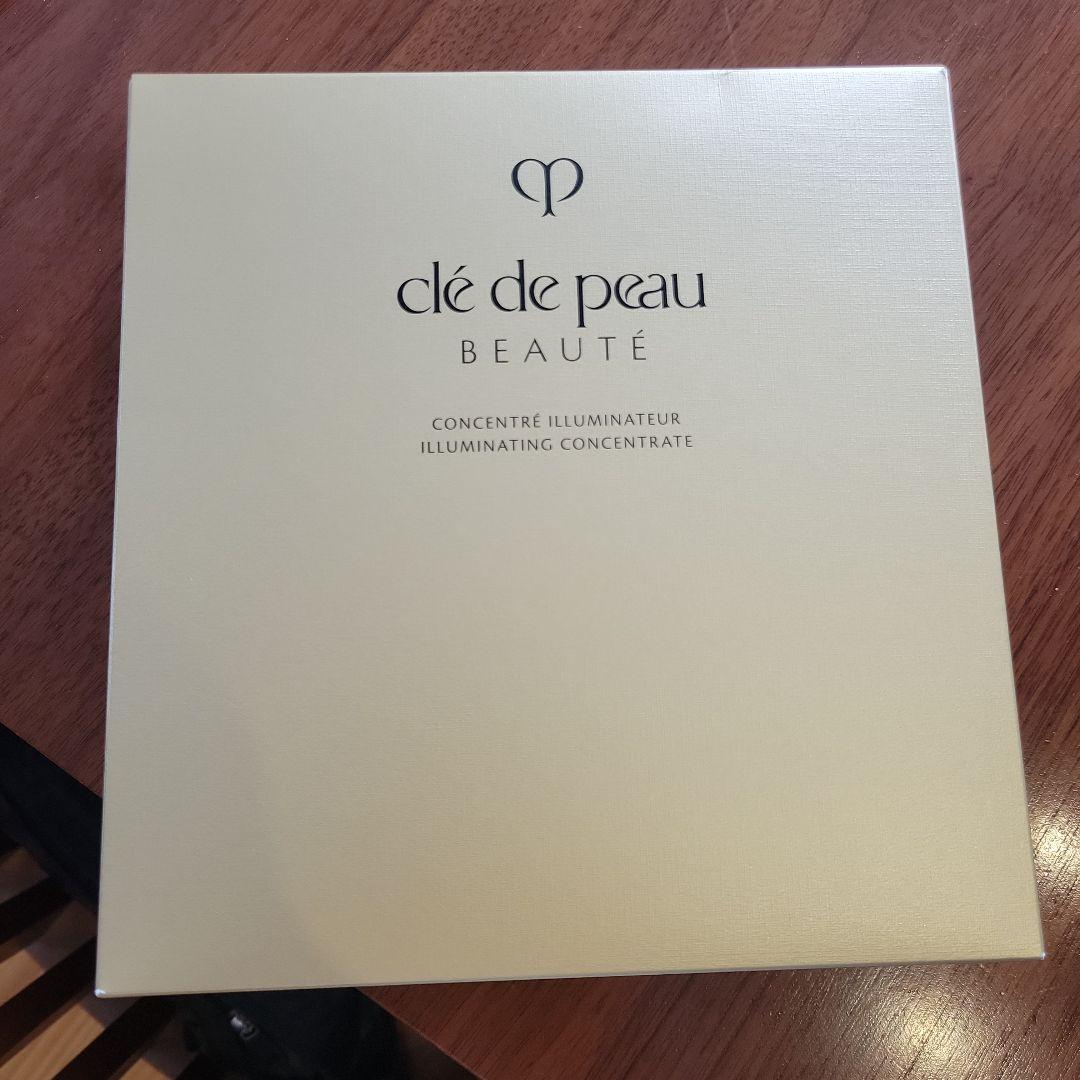 clé de peau
BEAUTÉ
CONCENTRÉ ILLUMINATEUR
ILLUMINATING CONCENTRATE